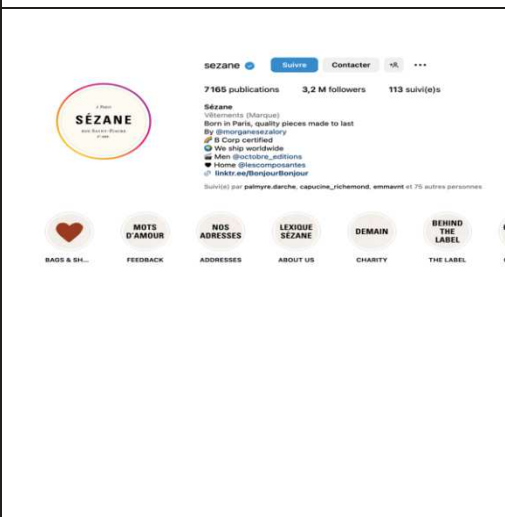 sezane
Suivre
Contacter
7 165 publications
3,2 M followers
113 suivi(e)s
SÉZANE
Sézane
Vêtements (Marque)
Born in Paris, quality pieces made to last
By @morganesezalory
B Corp certified
We ship worldwide
Men @octobre_editions
Home @lescomposantes
linktr.ee/BonjourBonjour
Suivi(e) par palmyre.darche, capucine_richemond, emmavnt et 75 autres personnes
MOTS
D'AMOUR
NOS
ADRESSES
LEXIQUE
SÉZANE
DEMAIN
BEHIND
THE
LABEL
BAGS & SH...
FEEDBACK
ADDRESSES
ABOUT US
CHARITY
THE LABEL